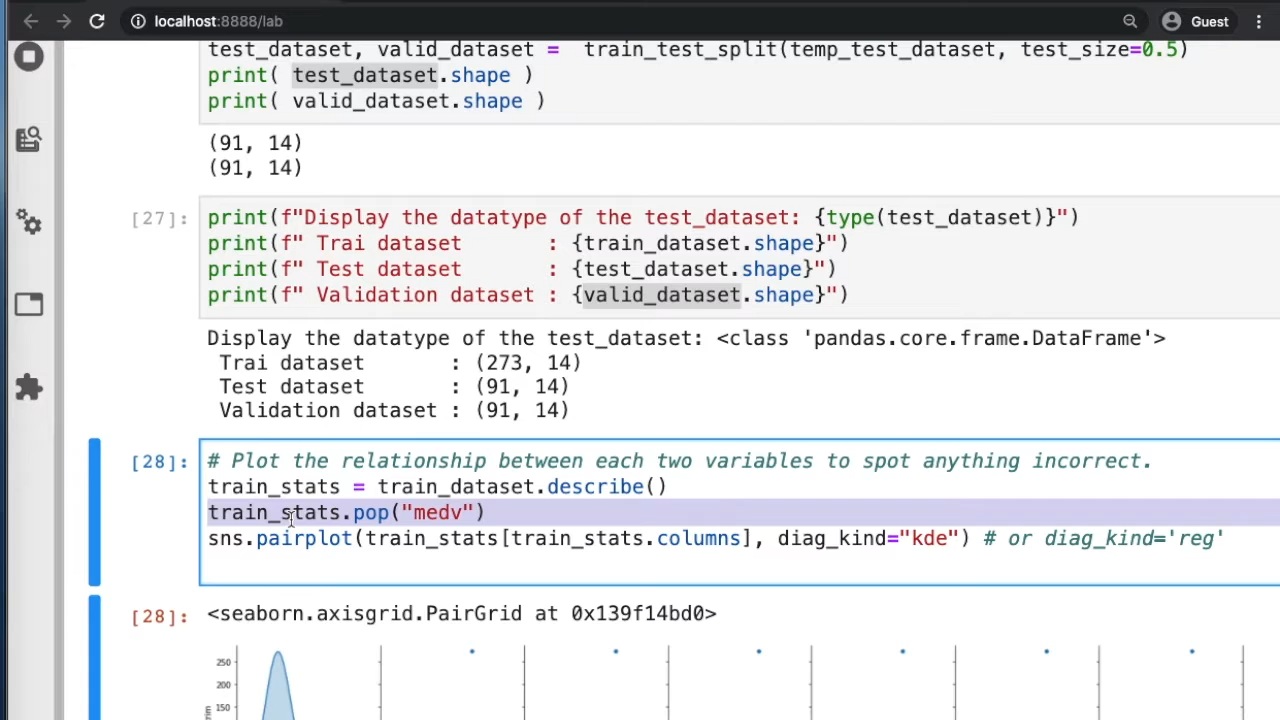 localhost:8888/lab
Guest
test_dataset, valid_dataset = train_test_split(temp_test_dataset, test_size=0.5)
print( test_dataset.shape )
print( valid_dataset.shape )
(91, 14)
(91, 14)
[27]: print(f"Display the datatype of the test_dataset: {type(test_dataset)}")
print(f" Trai dataset       : {train_dataset.shape}")
print(f" Test dataset       : {test_dataset.shape}")
print(f" Validation dataset : {valid_dataset.shape}")
Display the datatype of the test_dataset: <class 'pandas.core.frame.DataFrame'>
Trai dataset       : (273, 14)
Test dataset       : (91, 14)
Validation dataset : (91, 14)
[28]: # Plot the relationship between each two variables to spot anything incorrect.
train_stats = train_dataset.describe()
train_stats.pop("medv")
sns.pairplot(train_stats[train_stats.columns], diag_kind="kde") # or diag_kind='reg'
[28]: <seaborn.axisgrid.PairGrid at 0x139f14bd0>
250
200
150